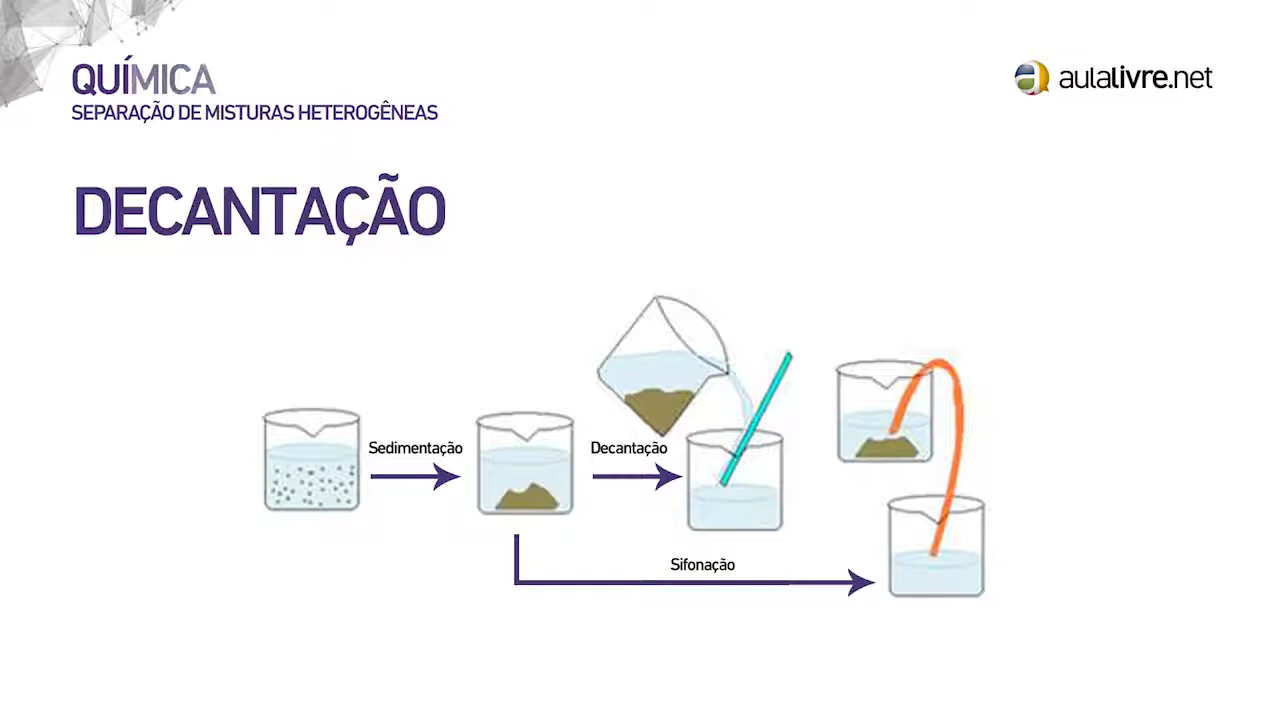 QUÍMICA
SEPARAÇÃO DE MISTURAS HETEROGÊNEAS
aulalivre.net
DECANTAÇÃO
Sedimentação
Decantação
Sifonação